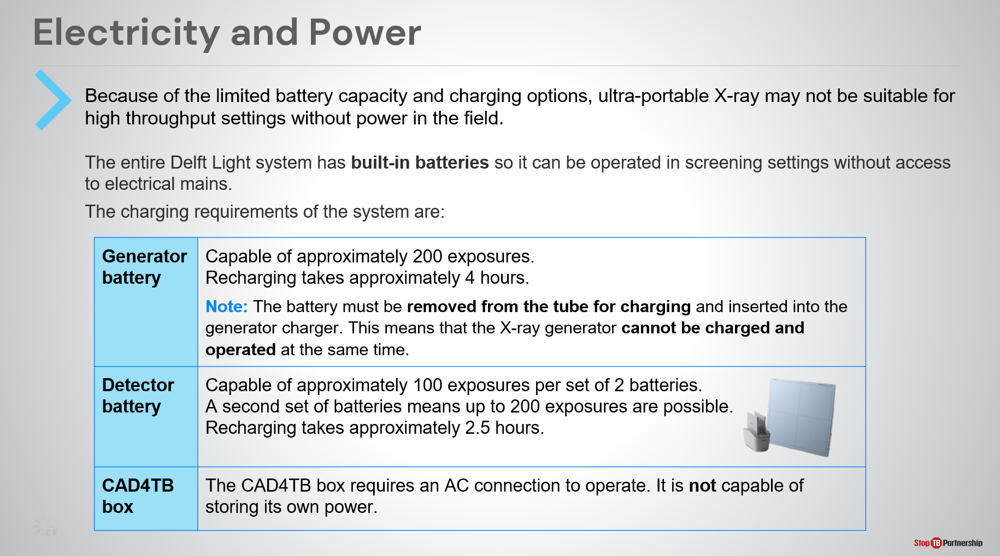 Electricity and Power
Because of the limited battery capacity and charging options, ultra-portable X-ray may not be suitable for
high throughput settings without power in the field.
The entire Delft Light system has built-in batteries so it can be operated in screening settings without access
to electrical mains.
The charging requirements of the system are:
Generator
battery
Capable of approximately 200 exposures.
Recharging takes approximately 4 hours.
Note: The battery must be removed from the tube for charging and inserted into the
generator charger. This means that the X-ray generator cannot be charged and
operated at the same time.
Detector
battery
Capable of approximately 100 exposures per set of 2 batteries.
A second set of batteries means up to 200 exposures are possible.
Recharging takes approximately 2.5 hours.
CAD4TB
box
The CAD4TB box requires an AC connection to operate. It is not capable of
storing its own power.
ICF
Stop TB Partnership